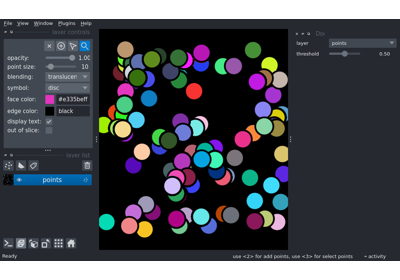 File View Window Plugins Help
layer controls
opacity: 1.00
point size: 10
blending: translucen
symbol: disc
face color: #e335beff
edge color: black
display text: ✓
out of slice:
layer list
points
layer points
threshold 0.50
Ready
use <2> for add points, use <3> for select points
activity